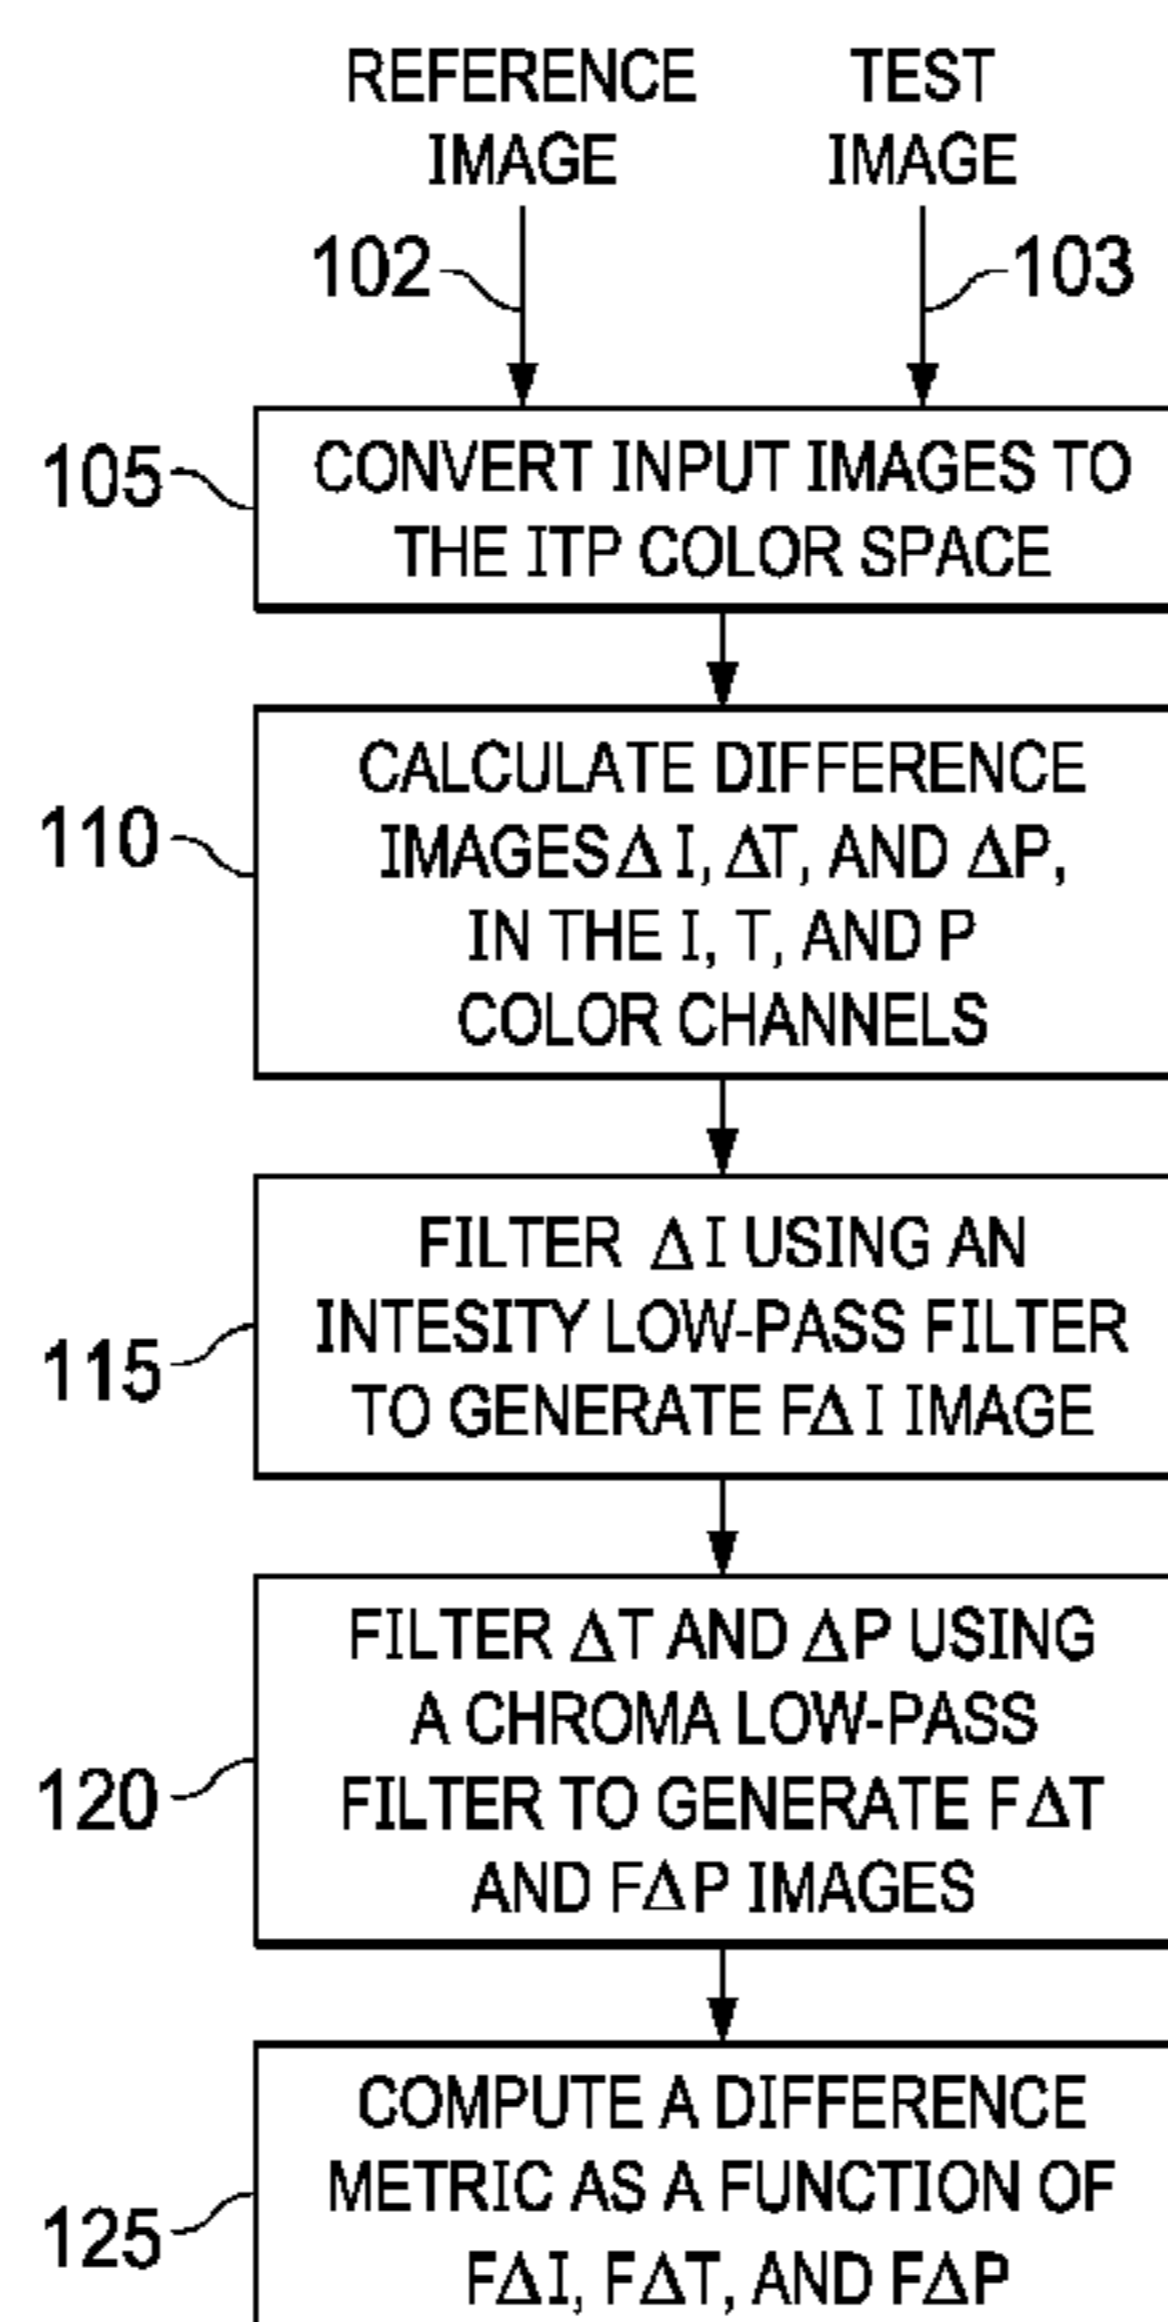 REFERENCE
IMAGE
TEST
IMAGE
102
103
105
CONVERT INPUT IMAGES TO
THE ITP COLOR SPACE
110
CALCULATE DIFFERENCE
IMAGES Δ I, ΔT, AND ΔP,
IN THE I, T, AND P
COLOR CHANNELS
115
FILTER Δ I USING AN
INTESITY LOW-PASS FILTER
TO GENERATE FΔ I IMAGE
120
FILTER ΔT AND ΔP USING
A CHROMA LOW-PASS
FILTER TO GENERATE FΔT
AND FΔP IMAGES
125
COMPUTE A DIFFERENCE
METRIC AS A FUNCTION OF
FΔI, FΔT, AND FΔP